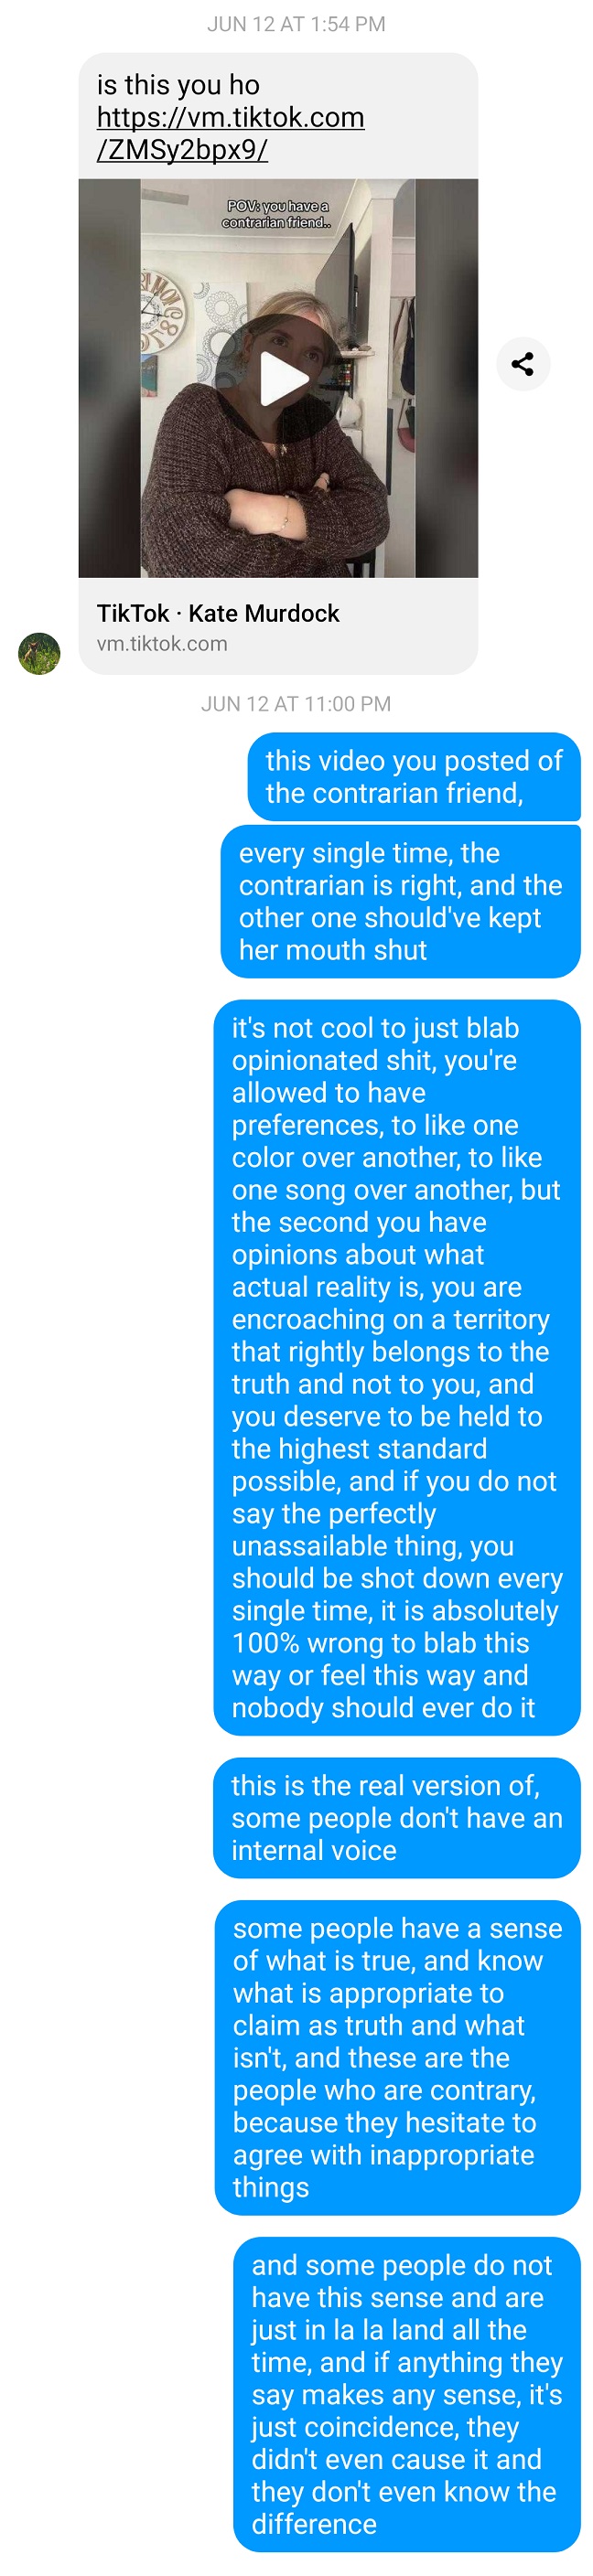 JUN 12 AT 1:54 PM
is this you ho
https://vm.tiktok.com
/ZMSy2bpx9/
POV: you have a
contrarian friend..
TikTok · Kate Murdock
vm.tiktok.com
JUN 12 AT 11:00 PM
this video you posted of
the contrarian friend,
every single time, the
contrarian is right, and the
other one should've kept
her mouth shut
it's not cool to just blab
opinionated shit, you're
allowed to have
preferences, to like one
color over another, to like
one song over another, but
the second you have
opinions about what
actual reality is, you are
encroaching on a territory
that rightly belongs to the
truth and not to you, and
you deserve to be held to
the highest standard
possible, and if you do not
say the perfectly
unassailable thing, you
should be shot down every
single time, it is absolutely
100% wrong to blab this
way or feel this way and
nobody should ever do it
this is the real version of,
some people don't have an
internal voice
some people have a sense
of what is true, and know
what is appropriate to
claim as truth and what
isn't, and these are the
people who are contrary,
because they hesitate to
agree with inappropriate
things
and some people do not
have this sense and are
just in la la land all the
time, and if anything they
say makes any sense, it's
just coincidence, they
didn't even cause it and
they don't even know the
difference